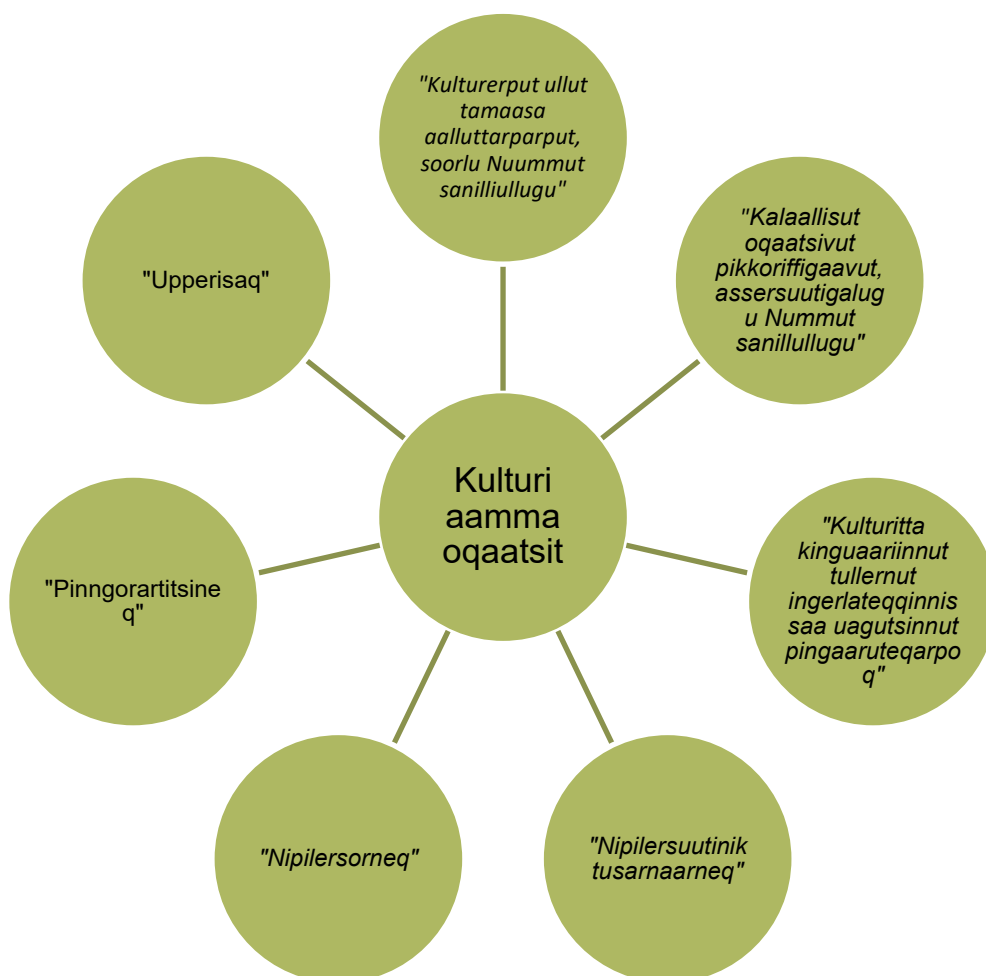 "Kulturerput ullut
tamaasa
aalluttarparput,
soorlu Nuummut
sanilliullugu"
"Kalaallisut
oqaatsivut
pikkoriffigaavut,
assersuutigalug
u Nummut
sanillullugu"
"Kulturitta
kinguaariinnut
tullernut
ingerlateqqinnis
saa uagutsinnut
pingaaruteqarpo
q"
"Nipilersuutinik
tusarnaarneq"
"Nipilersorneq"
"Pinngorartitsine
q"
"Upperisaq"
Kulturi
aamma
oqaatsit